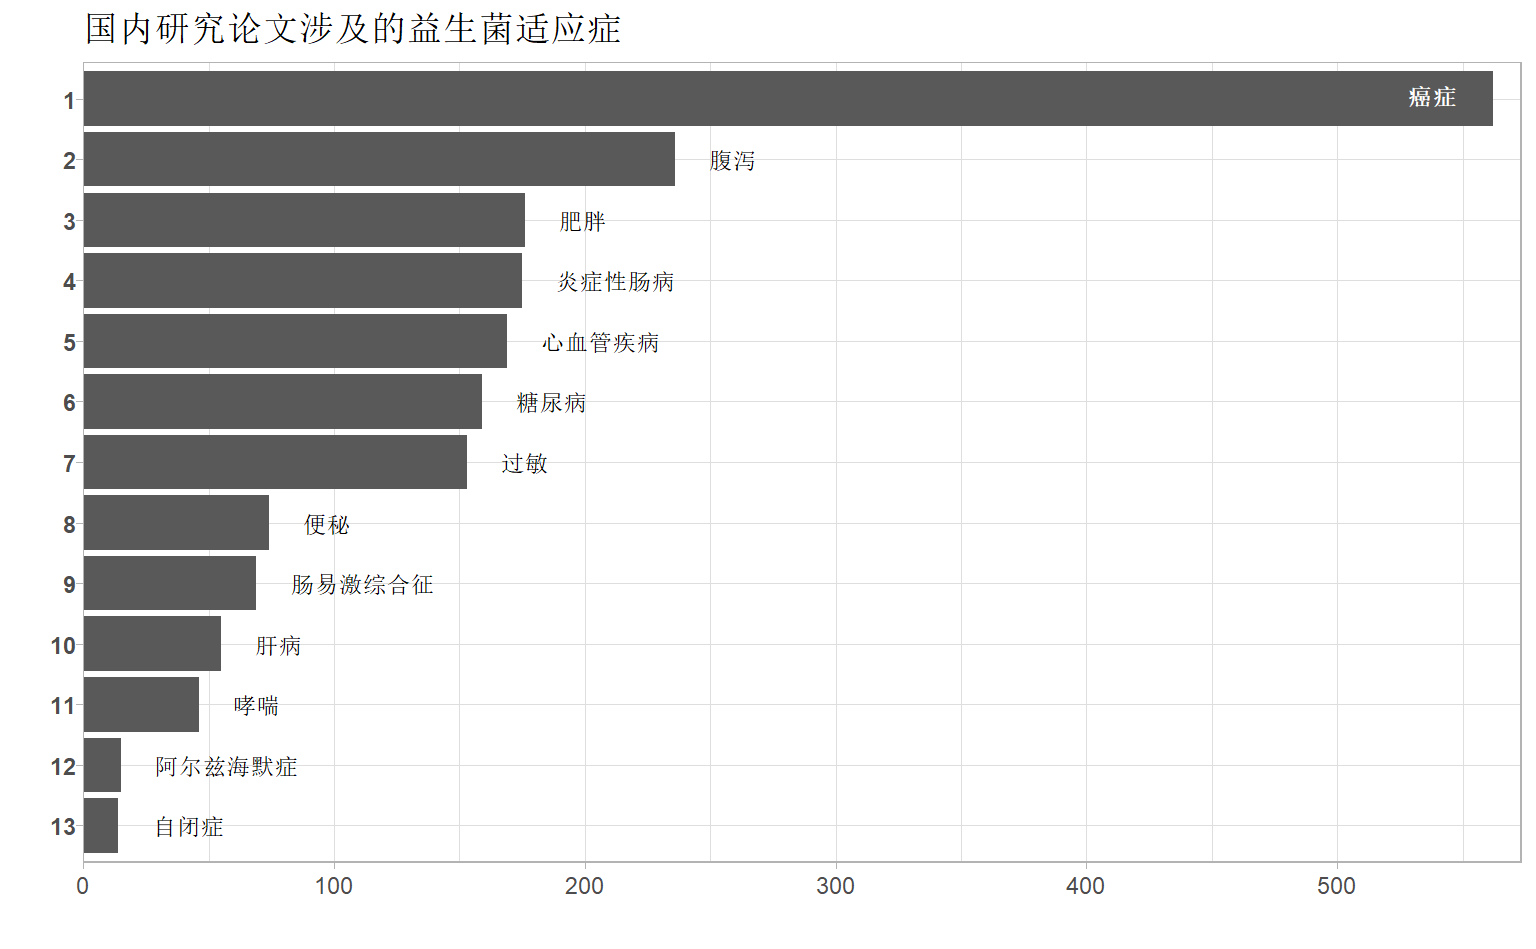 国内研究论文涉及的益生菌适应症
1 癌症
2 腹泻
3 肥胖
4 炎症性肠病
5 心血管疾病
6 糖尿病
7 过敏
8 便秘
9 肠易激综合征
10 肝病
11 哮喘
12 阿尔兹海默症
13 自闭症
0 100 200 300 400 500